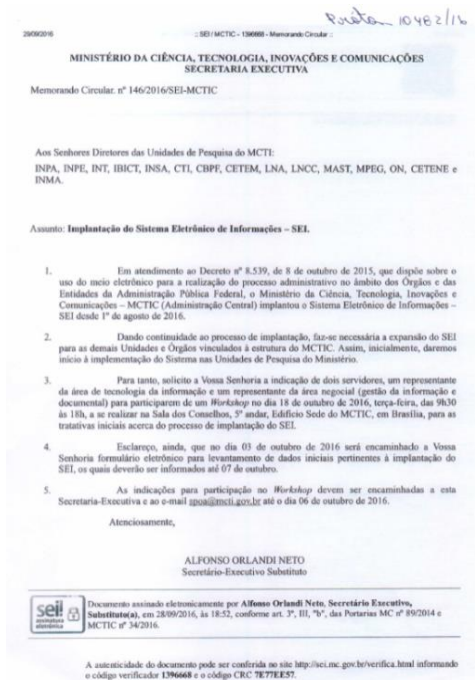 Proton 10482/16
29/09/2016
:: SEI / MCTIC - 1396668 - Memorando Circular ::
MINISTÉRIO DA CIÊNCIA, TECNOLOGIA, INOVAÇÕES E COMUNICAÇÕES
SECRETARIA EXECUTIVA
Memorando Circular. nº 146/2016/SEI-MCTIC
Aos Senhores Diretores das Unidades de Pesquisa do MCTI:
INPA, INPE, INT, IBICT, INSA, CTI, CBPF, CETEM, LNA, LNCC, MAST, MPEG, ON, CETENE e
INMA.
Assunto: Implantação do Sistema Eletrônico de Informações – SEI.
1. Em atendimento ao Decreto nº 8.539, de 8 de outubro de 2015, que dispõe sobre o
uso do meio eletrônico para a realização do processo administrativo no âmbito dos Órgãos e das
Entidades da Administração Pública Federal, o Ministério da Ciência, Tecnologia, Inovações e
Comunicações – MCTIC (Administração Central) implantou o Sistema Eletrônico de Informações –
SEI desde 1º de agosto de 2016.
2. Dando continuidade ao processo de implantação, faz-se necessária a expansão do SEI
para as demais Unidades e Órgãos vinculados à estrutura do MCTIC. Assim, inicialmente, daremos
início à implementação do Sistema nas Unidades de Pesquisa do Ministério.
3. Para tanto, solicito a Vossa Senhoria a indicação de dois servidores, um representante
da área de tecnologia da informação e um representante da área negocial (gestão da informação e
documental) para participarem de um Workshop no dia 18 de outubro de 2016, terça-feira, das 9h30
às 18h, a se realizar na Sala dos Conselhos, 5º andar, Edifício Sede do MCTIC, em Brasília, para as
tratativas iniciais acerca do processo de implantação do SEI.
4. Esclareço, ainda, que no dia 03 de outubro de 2016 será encaminhado a Vossa
Senhoria formulário eletrônico para levantamento de dados iniciais pertinentes à implantação do
SEI, os quais deverão ser informados até 07 de outubro.
5. As indicações para participação no Workshop devem ser encaminhadas a esta
Secretaria-Executiva e ao e-mail spoa@mcti.gov.br até o dia 06 de outubro de 2016.
Atenciosamente,
ALFONSO ORLANDI NETO
Secretário-Executivo Substituto
sei!
assinatura
eletrônica
Documento assinado eletronicamente por Alfonso Orlandi Neto, Secretário Executivo,
Substituto(a), em 28/09/2016, às 18:52, conforme art. 3º, III, "b", das Portarias MC nº 89/2014 e
MCTIC nº 34/2016.
A autenticidade do documento pode ser conferida no site http://sei.mc.gov.br/verifica.html informando
o código verificador 1396668 e o código CRC 7E77EE57.